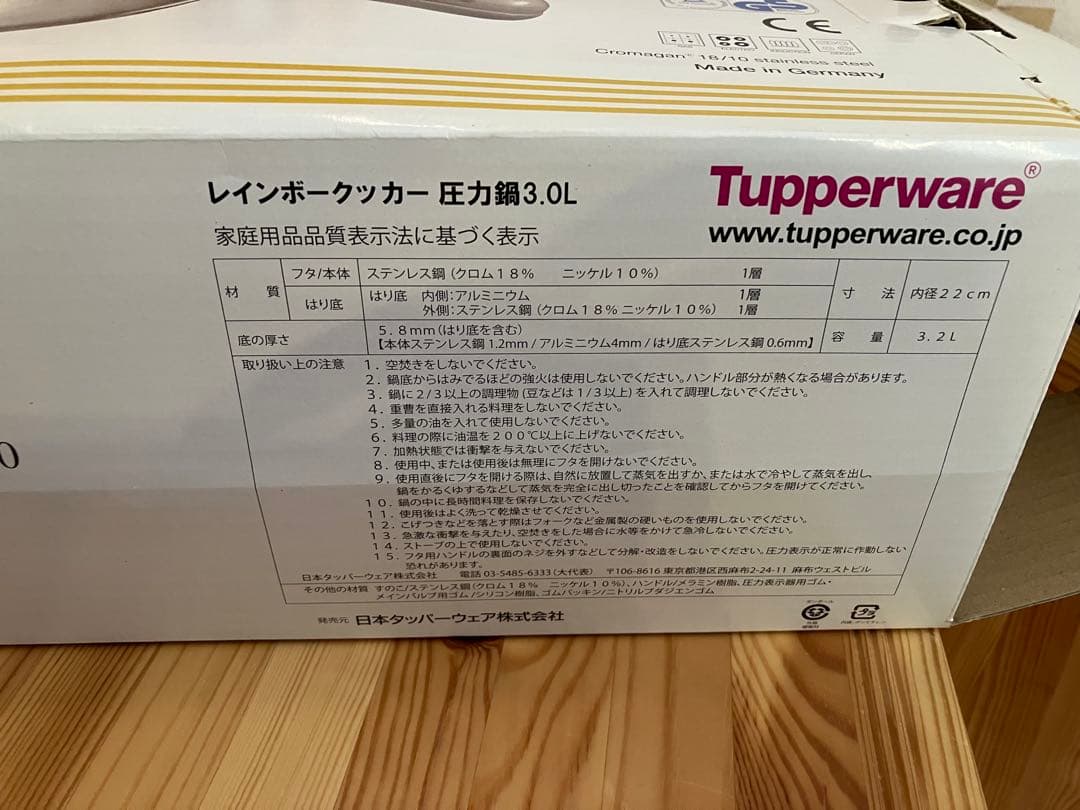 GS
CE
Cromagan® 18/10 stainless steel
Made in Germany
レインボークッカー 圧力鍋3.0L
Tupperware®
家庭用品品質表示法に基づく表示
www.tupperware.co.jp
材 質 フタ/本体 ステンレス鋼(クロム18% ニッケル10%) 1層
はり底 はり底 内側:アルミニウム 1層
外側:ステンレス鋼(クロム18% ニッケル10%) 1層
寸 法 内径22cm
底の厚さ 5.8mm(はり底を含む)
【本体ステンレス鋼1.2mm/アルミニウム4mm/はり底ステンレス鋼0.6mm】
容 量 3.2L
取り扱い上の注意 1.空焚きをしないでください。
2.鍋底からはみでるほどの強火は使用しないでください。ハンドル部分が熱くなる場合があります。
3.鍋に2/3以上の調理物(豆などは1/3以上)を入れて調理しないでください。
4.重曹を直接入れる料理をしないでください。
5.多量の油を入れて使用しないでください。
6.料理の際に油温を200℃以上に上げないでください。
7.加熱状態では衝撃を与えないでください。
8.使用中、または使用後は無理にフタを開けないでください。
9.使用直後にフタを開ける際は、自然に放置して蒸気を出すか、または水で冷やして蒸気を出し、
鍋をかるくゆするなどして蒸気を完全に出し切ったことを確認してからフタを開けてください。
10.鍋の中に長時間料理を保存しないでください。
11.使用後はよく洗って乾燥させてください。
12.こげつきなどを落とす際はフォークなど金属製の硬いものを使用しないでください。
13.急激な衝撃を与えたり、空焚きをした場合に水等をかけて急冷しないでください。
14.ストーブの上で使用しないでください。
15.フタ用ハンドルの裏面のネジを外すなどして分解・改造をしないでください。圧力表示が正常に作動しない
恐れがあります。
日本タッパーウェア株式会社 電話 03-5485-6333(大代表) 〒106-8616 東京都港区西麻布2-24-11 麻布ウェストビル
その他の材質 すのこ/ステンレス鋼(クロム18% ニッケル10%)、ハンドル/メラミン樹脂、圧力表示器用ゴム・
メインバルブ用ゴム/シリコン樹脂、ゴムパッキン/ニトリルブタジエンゴム
発売元 日本タッパーウェア株式会社
0